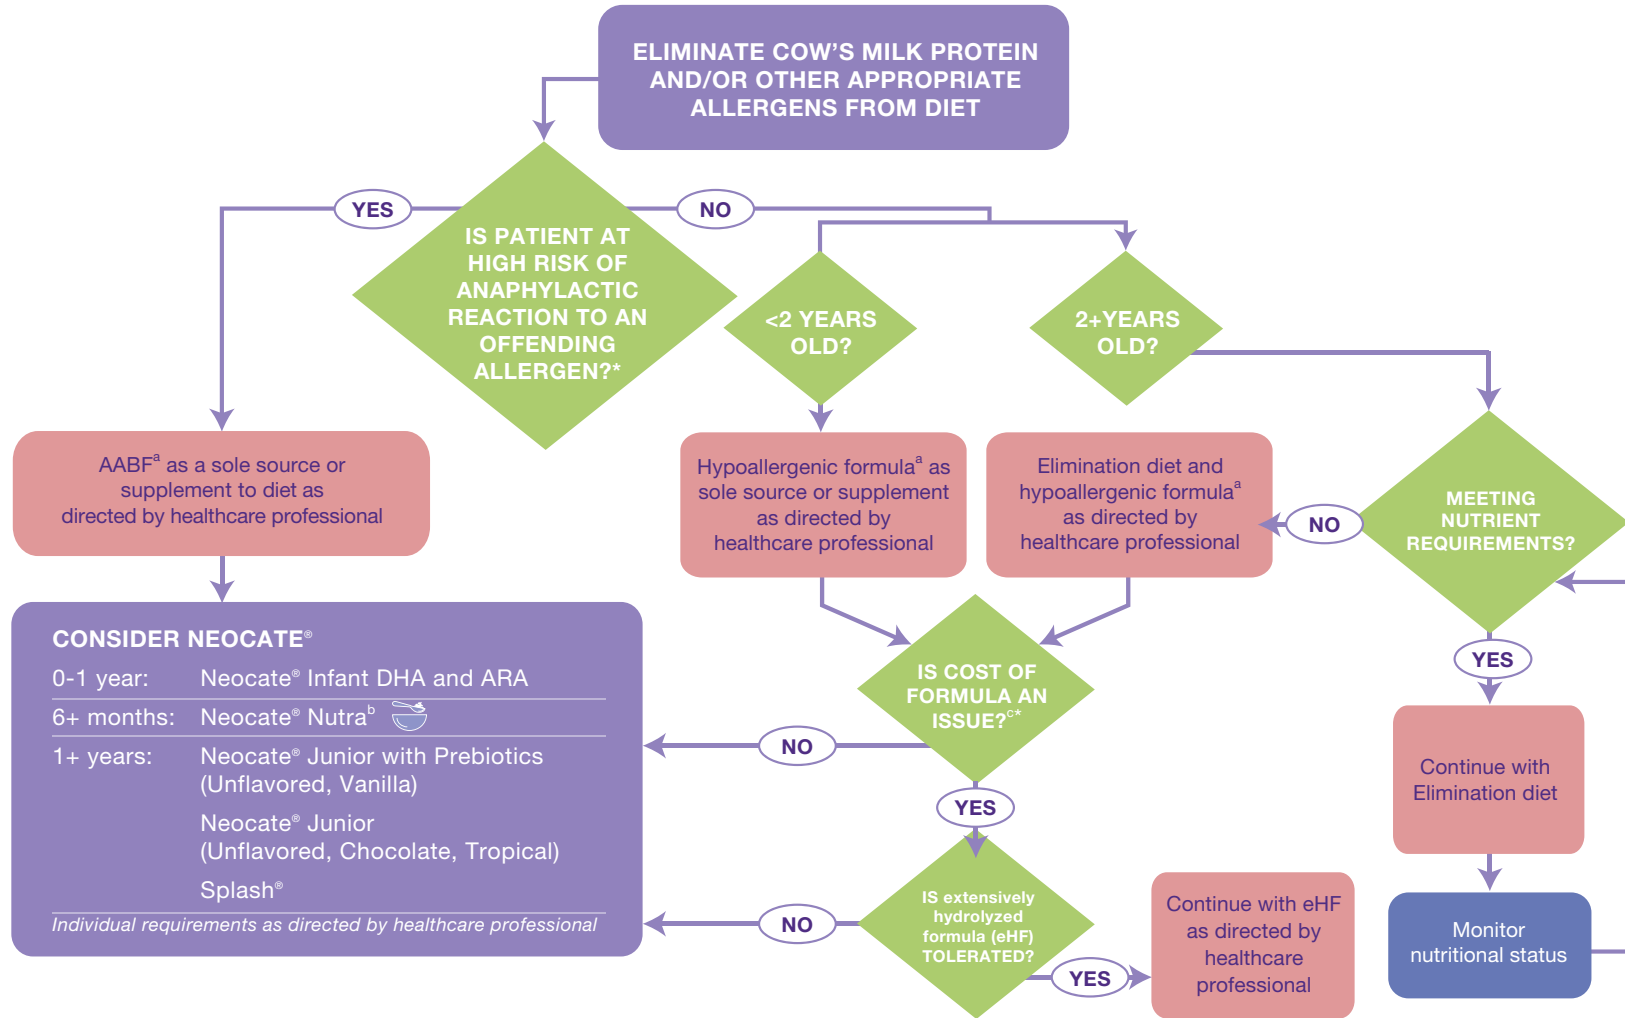 ELIMINATE COW'S MILK PROTEIN
AND/OR OTHER APPROPRIATE
ALLERGENS FROM DIET
YES
NO
IS PATIENT AT
HIGH RISK OF
ANAPHYLACTIC
REACTION TO AN
OFFENDING
ALLERGEN?*
<2 YEARS
OLD?
2+YEARS
OLD?
AABFa as a sole source or
supplement to diet as
directed by healthcare professional
Hypoallergenic formulaa as
sole source or supplement
as directed by
healthcare professional
Elimination diet and
hypoallergenic formulaa
as directed by
healthcare professional
NO
MEETING
NUTRIENT
REQUIREMENTS?
YES
CONSIDER NEOCATE®
0-1 year: Neocate® Infant DHA and ARA
6+ months: Neocate® Nutrab
1+ years: Neocate® Junior with Prebiotics
(Unflavored, Vanilla)
Neocate® Junior
(Unflavored, Chocolate, Tropical)
Splash®
Individual requirements as directed by healthcare professional
IS COST OF
FORMULA AN
ISSUE?c*
NO
YES
IS extensively
hydrolyzed
formula (eHF)
TOLERATED?
NO
YES
Continue with eHF
as directed by
healthcare
professional
Continue with
Elimination diet
Monitor
nutritional status